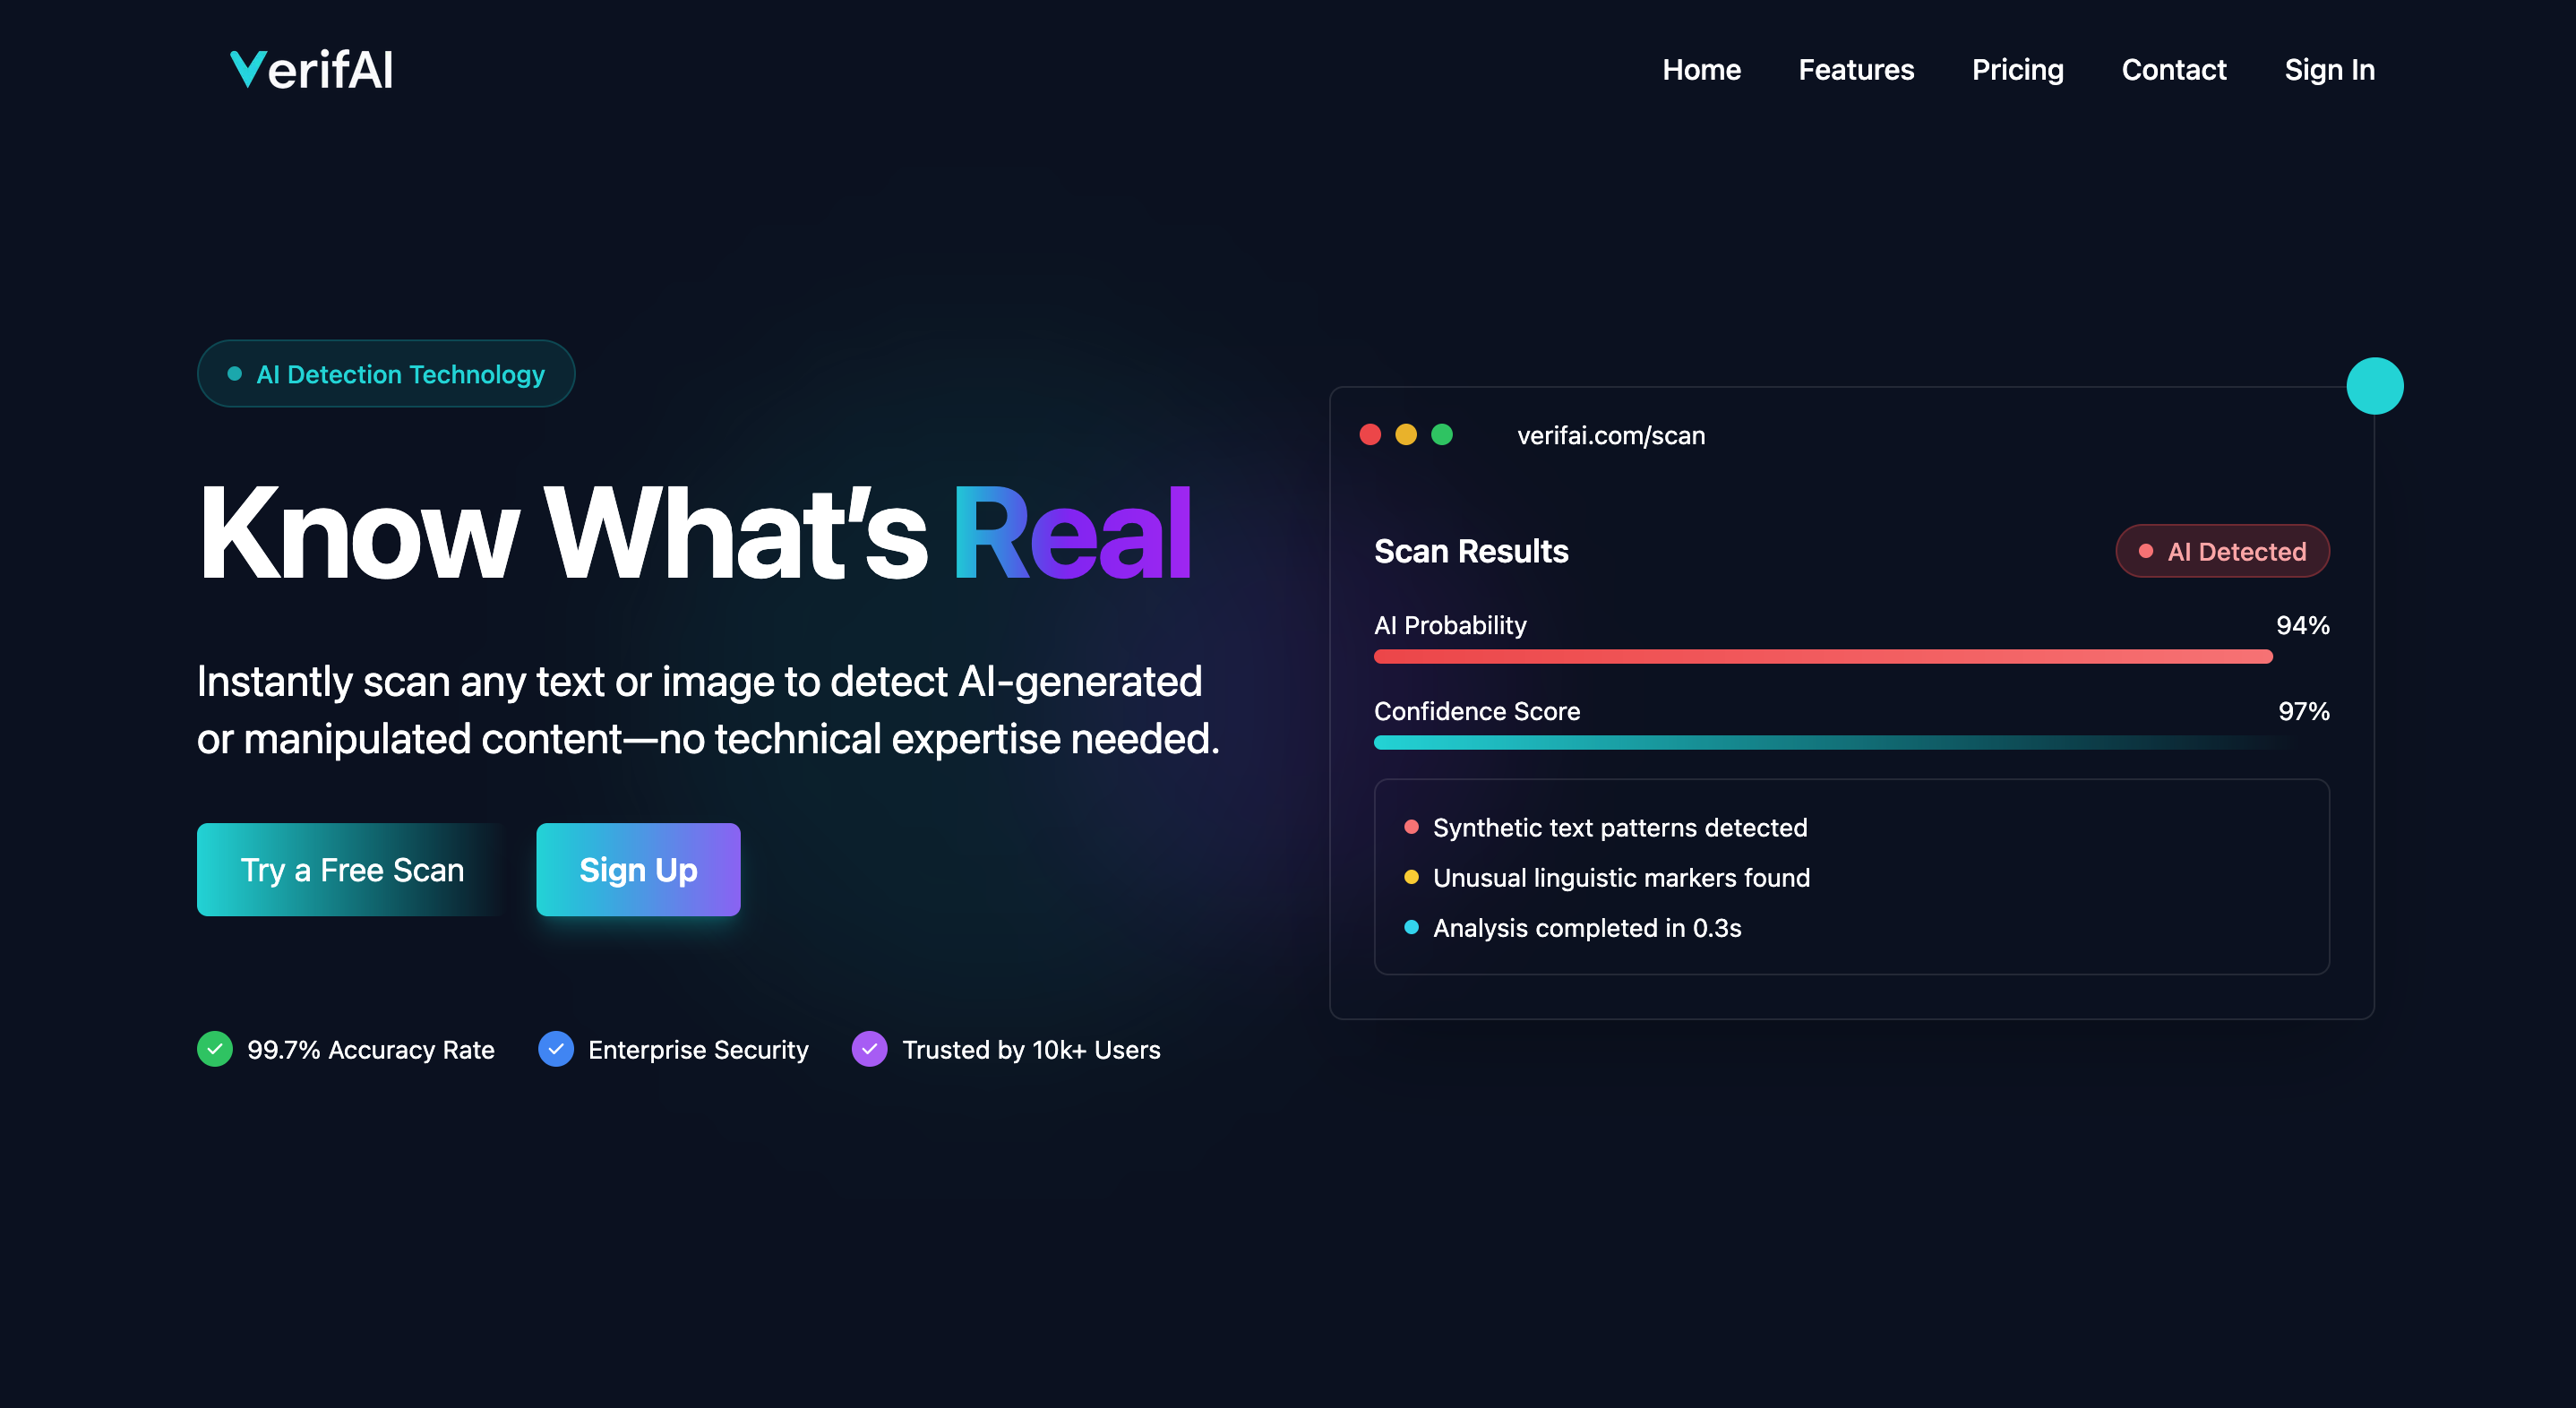 VerifAI
Home
Features
Pricing
Contact
Sign In
AI Detection Technology
Know What’s Real
Instantly scan any text or image to detect AI-generated
or manipulated content—no technical expertise needed.
Try a Free Scan
Sign Up
99.7% Accuracy Rate
Enterprise Security
Trusted by 10k+ Users
verifai.com/scan
Scan Results
AI Detected
AI Probability
94%
Confidence Score
97%
Synthetic text patterns detected
Unusual linguistic markers found
Analysis completed in 0.3s